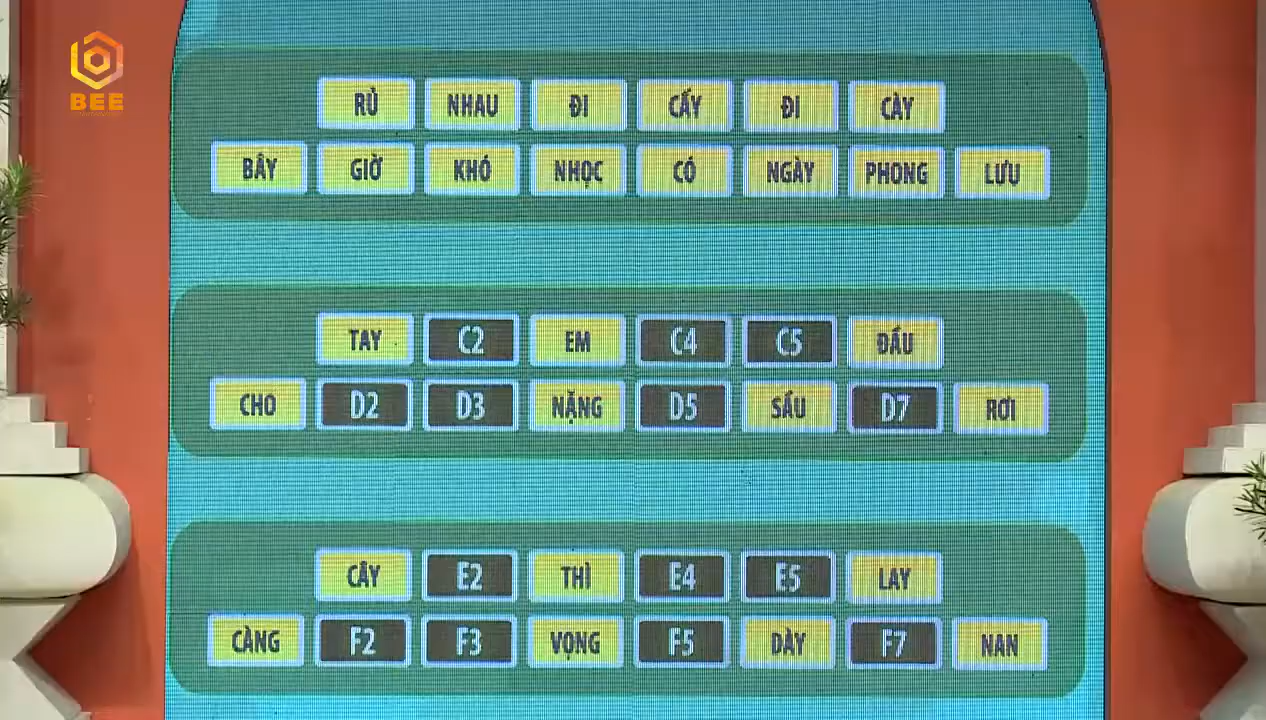 BEE
RỦ NHAU ĐI CẤY ĐI CÀY
BÂY GIỜ KHÓ NHỌC CÓ NGÀY PHONG LƯU
TAY C2 EM C4 C5 ĐẤU
CHO D2 D3 NẶNG D5 SẤU D7 RƠI
CÂY E2 THÌ E4 E5 LAY
CÀNG F2 F3 VỌNG F5 DÀY F7 NAN